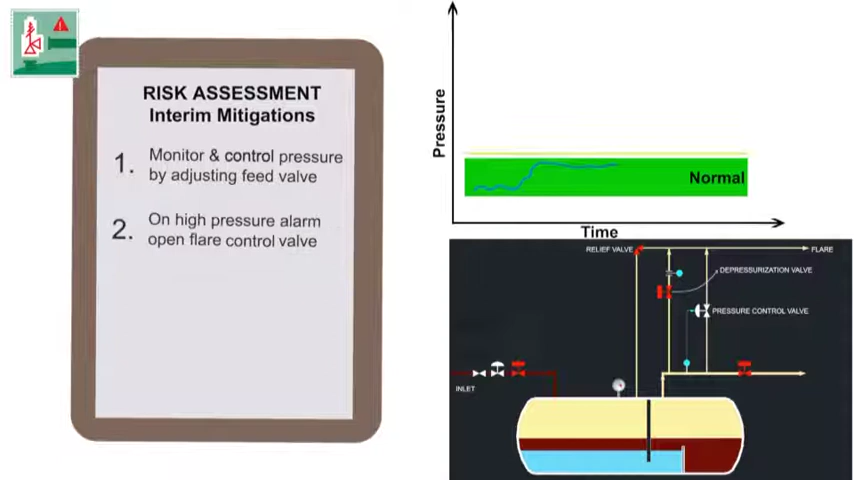 RISK ASSESSMENT
Interim Mitigations
1. Monitor & control pressure
by adjusting feed valve
2. On high pressure alarm
open flare control valve
Pressure
Normal
Time
RELIEF VALVE
FLARE
DEPRESSURIZATION VALVE
PRESSURE CONTROL VALVE
INLET